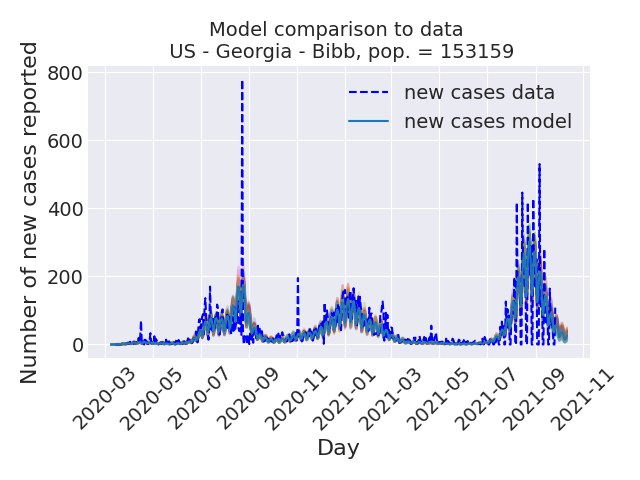 Model comparison to data
US - Georgia - Bibb, pop. = 153159
Number of new cases reported
800
600
400
200
0
new cases data
new cases model
2020-03
2020-05
2020-07
2020-09
2020-11
2021-01
2021-03
2021-05
2021-07
2021-09
2021-11
Day